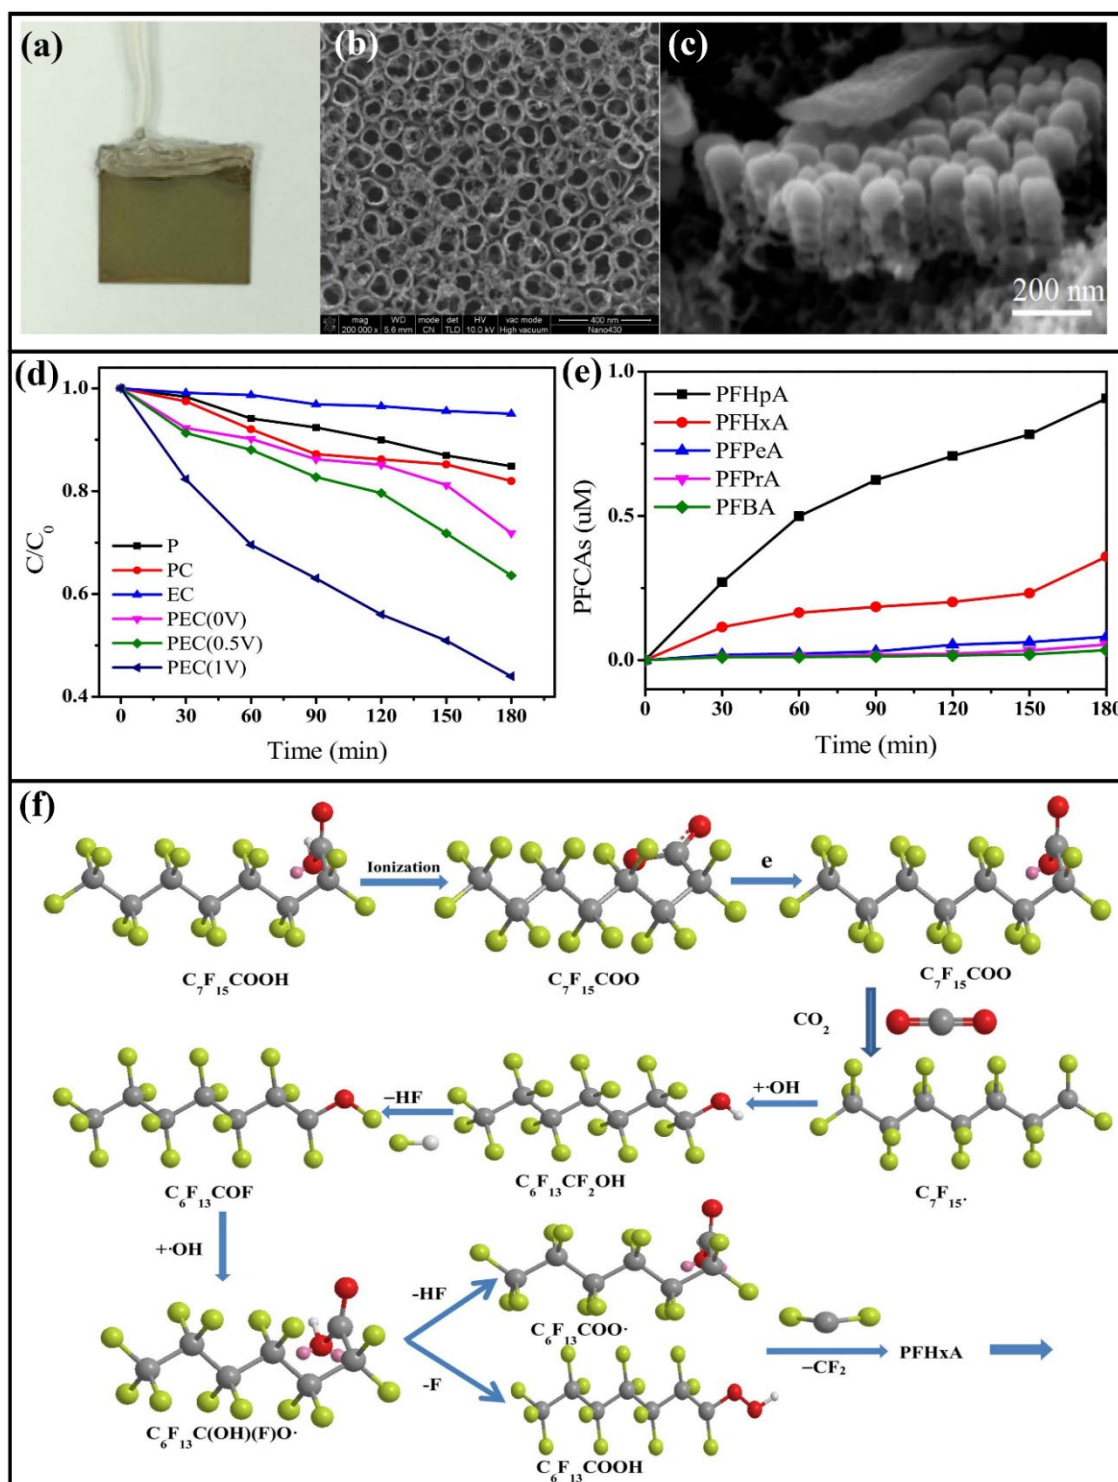 (a)
(b)
mag WD mode det HV vac mode 400 nm
200 000 x 5.6 mm CN TLD 10.0 kV High vacuum Nano430
(c)
200 nm
(d)
1.0
0.8
0.6
0.4
C/C0
P
PC
EC
PEC(0V)
PEC(0.5V)
PEC(1V)
0 30 60 90 120 150 180
Time (min)
(e)
1.0
0.5
0.0
PFCAs (uM)
PFHpA
PFHxA
PFPeA
PFPrA
PFBA
0 30 60 90 120 150 180
Time (min)
(f)
Ionization
e
C7F15COOH
C7F15COO
C7F15COO
CO2
+·OH
−HF
C6F13COF
C6F13CF2OH
C7F15·
+·OH
-HF
C6F13COO·
−CF2
PFHxA
-F
C6F13C(OH)(F)O·
C6F13COOH